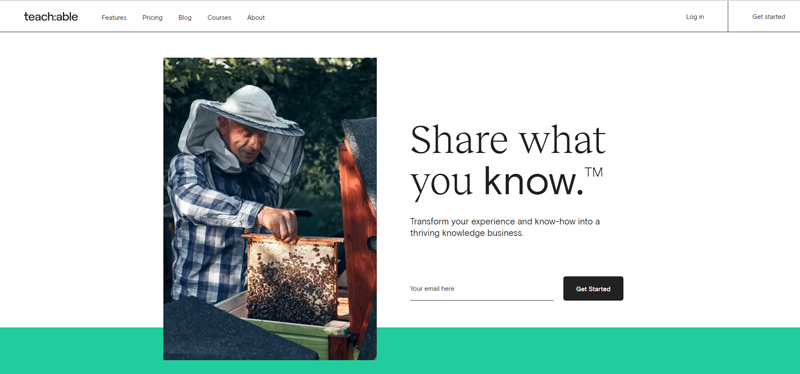 teach:able
Features Pricing Blog Courses About
Log in
Get started
Share what
you know.™
Transform your experience and know-how into a
thriving knowledge business.
Your email here
Get Started